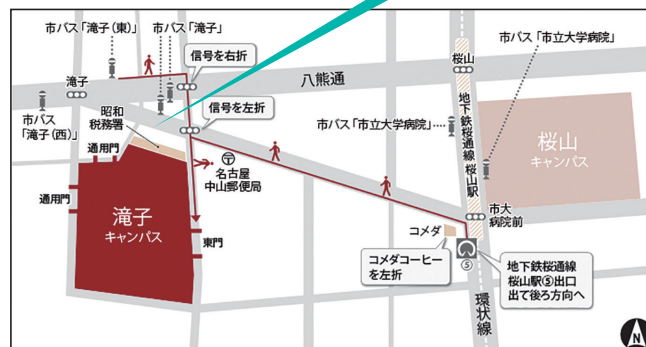 市バス「滝子(東)」
市バス「滝子」
信号を右折
滝子
八熊通
桜山
市バス「市立大学病院」
市バス
「滝子(西)」
昭和
税務署
信号を左折
市バス「市立大学病院」
地下鉄桜通線 桜山駅
桜山
キャンパス
通用門
〒
名古屋
中山郵便局
通用門
滝子
キャンパス
東門
市大
病院前
コメダ
コメダコーヒー
を左折
⑤
地下鉄桜通線
桜山駅⑤出口
出て後ろ方向へ
環状線
N